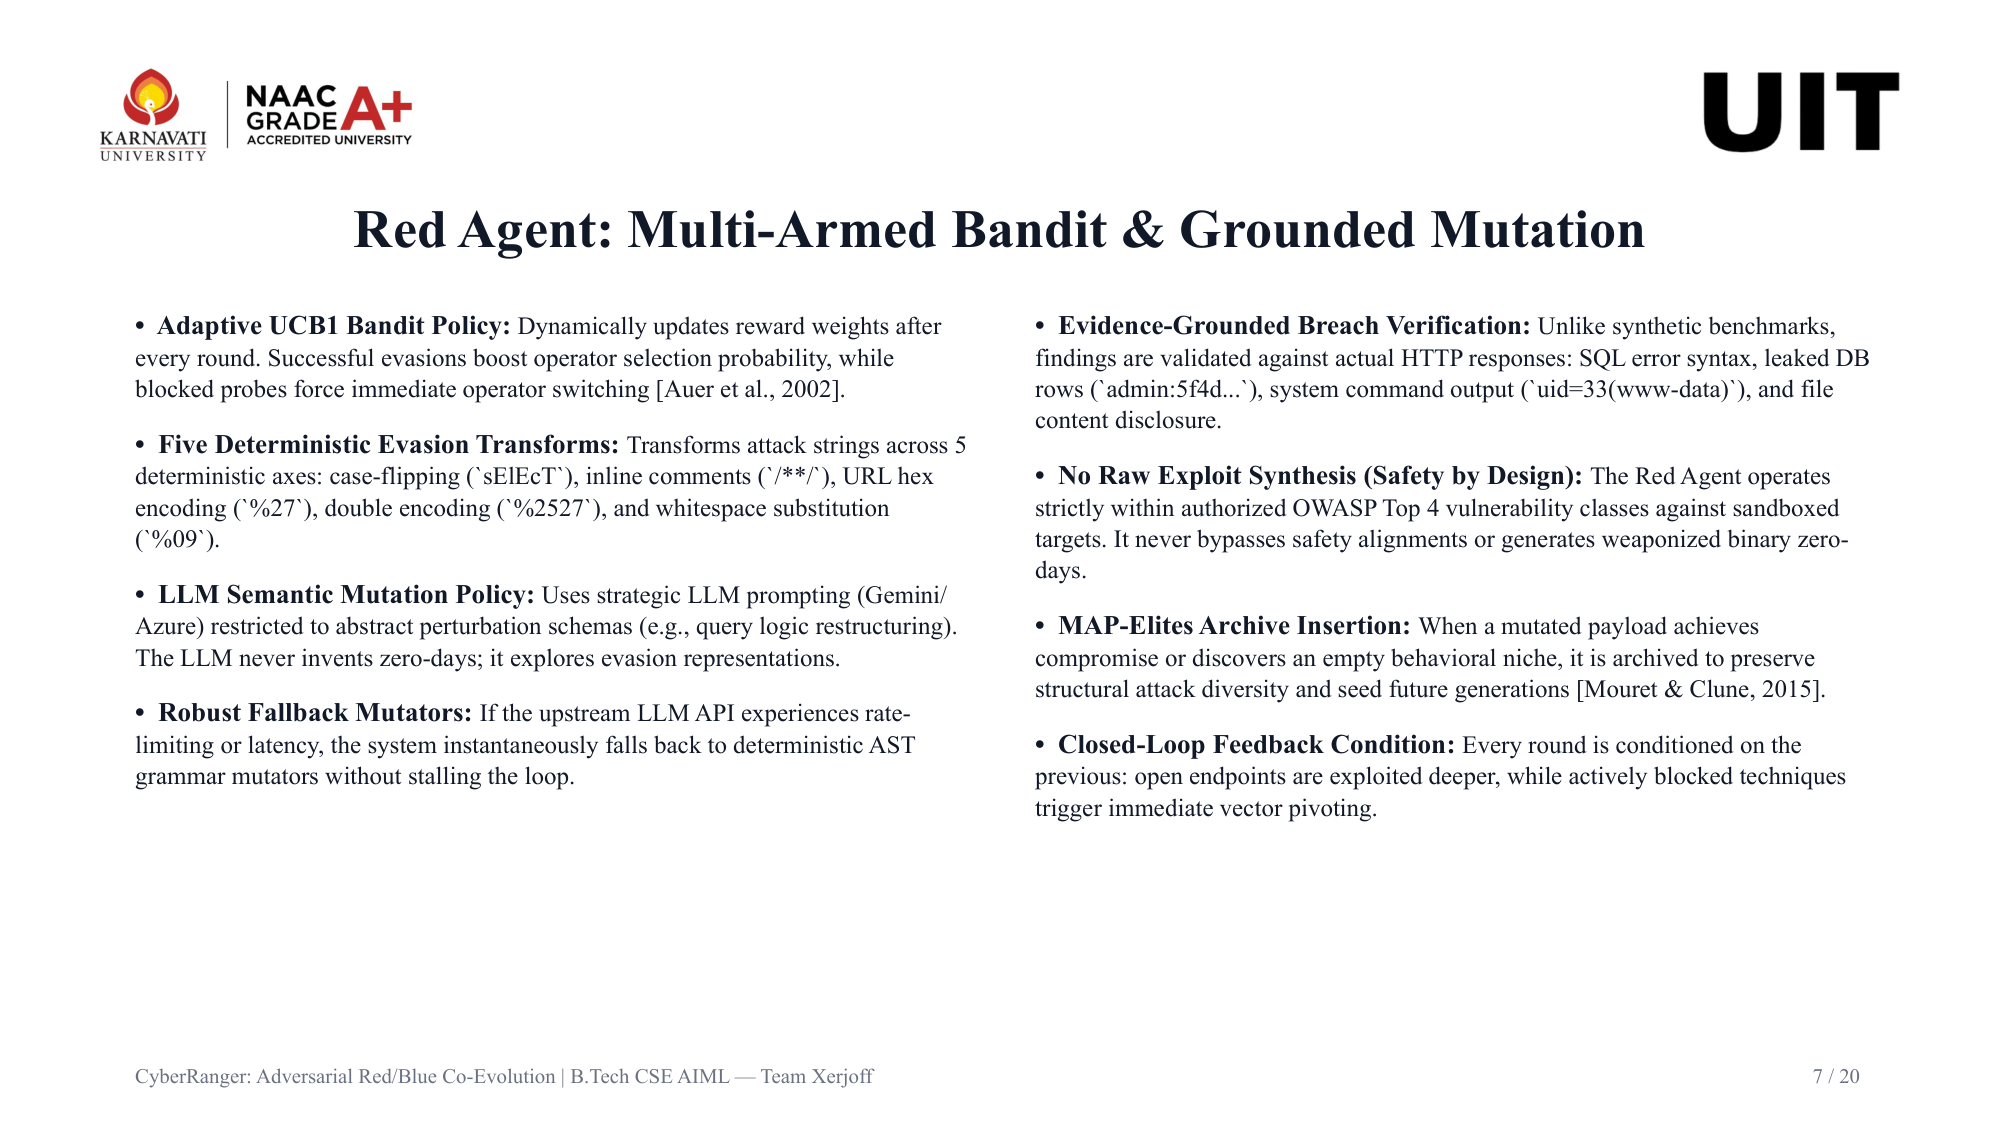 KARNAVATI
UNIVERSITY
NAAC
GRADE A+
ACCREDITED UNIVERSITY
UIT
Red Agent: Multi-Armed Bandit & Grounded Mutation
• Adaptive UCB1 Bandit Policy: Dynamically updates reward weights after
every round. Successful evasions boost operator selection probability, while
blocked probes force immediate operator switching [Auer et al., 2002].
• Five Deterministic Evasion Transforms: Transforms attack strings across 5
deterministic axes: case-flipping (`sElEcT`), inline comments (`/**/`), URL hex
encoding (`%27`), double encoding (`%2527`), and whitespace substitution
(`%09`).
• LLM Semantic Mutation Policy: Uses strategic LLM prompting (Gemini/
Azure) restricted to abstract perturbation schemas (e.g., query logic restructuring).
The LLM never invents zero-days; it explores evasion representations.
• Robust Fallback Mutators: If the upstream LLM API experiences rate-
limiting or latency, the system instantaneously falls back to deterministic AST
grammar mutators without stalling the loop.
• Evidence-Grounded Breach Verification: Unlike synthetic benchmarks,
findings are validated against actual HTTP responses: SQL error syntax, leaked DB
rows (`admin:5f4d...`), system command output (`uid=33(www-data)`), and file
content disclosure.
• No Raw Exploit Synthesis (Safety by Design): The Red Agent operates
strictly within authorized OWASP Top 4 vulnerability classes against sandboxed
targets. It never bypasses safety alignments or generates weaponized binary zero-
days.
• MAP-Elites Archive Insertion: When a mutated payload achieves
compromise or discovers an empty behavioral niche, it is archived to preserve
structural attack diversity and seed future generations [Mouret & Clune, 2015].
• Closed-Loop Feedback Condition: Every round is conditioned on the
previous: open endpoints are exploited deeper, while actively blocked techniques
trigger immediate vector pivoting.
CyberRanger: Adversarial Red/Blue Co-Evolution | B.Tech CSE AIML — Team Xerjoff
7 / 20